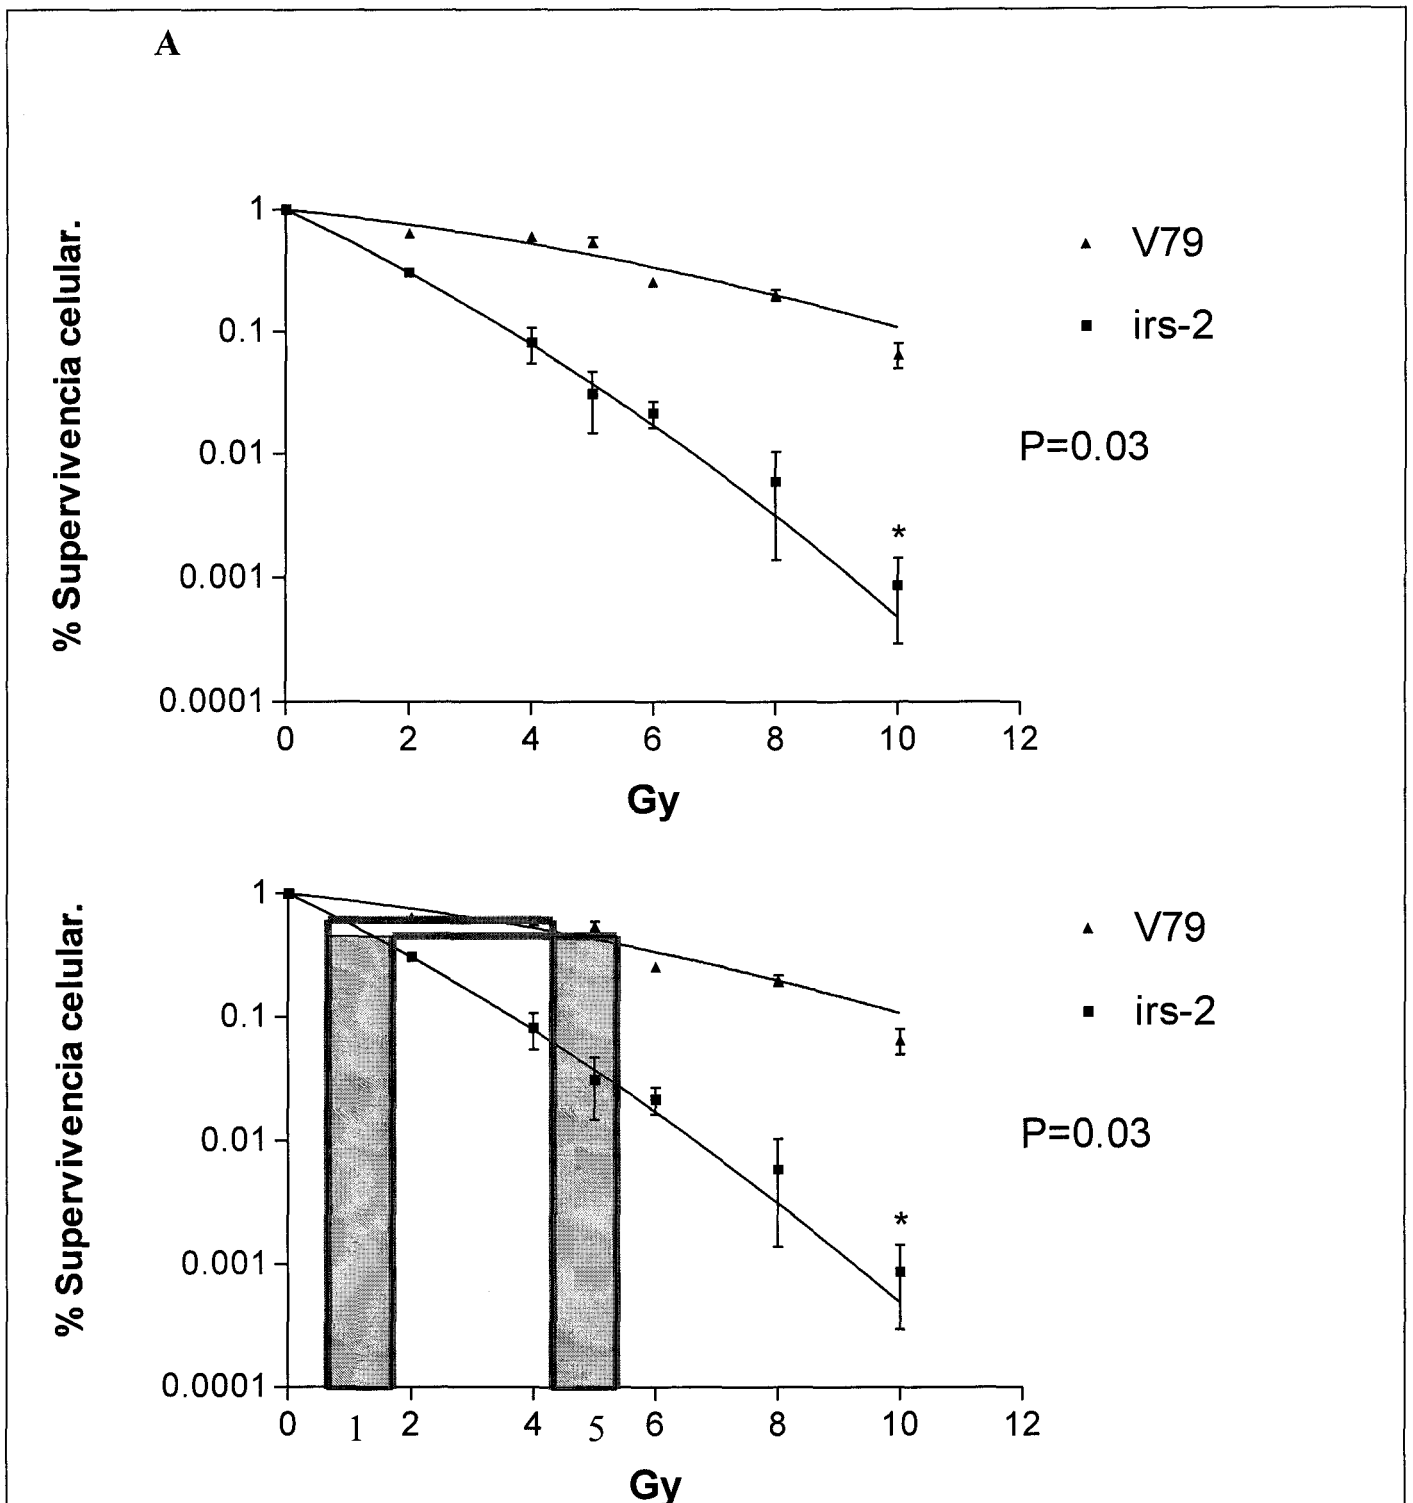 A
% Supervivencia celular.
1
0.1
0.01
0.001
0.0001
0 2 4 6 8 10 12
Gy
V79
irs-2
P=0.03
*
% Supervivencia celular.
1
0.1
0.01
0.001
0.0001
0 1 2 4 5 6 8 10 12
Gy
V79
irs-2
P=0.03
*